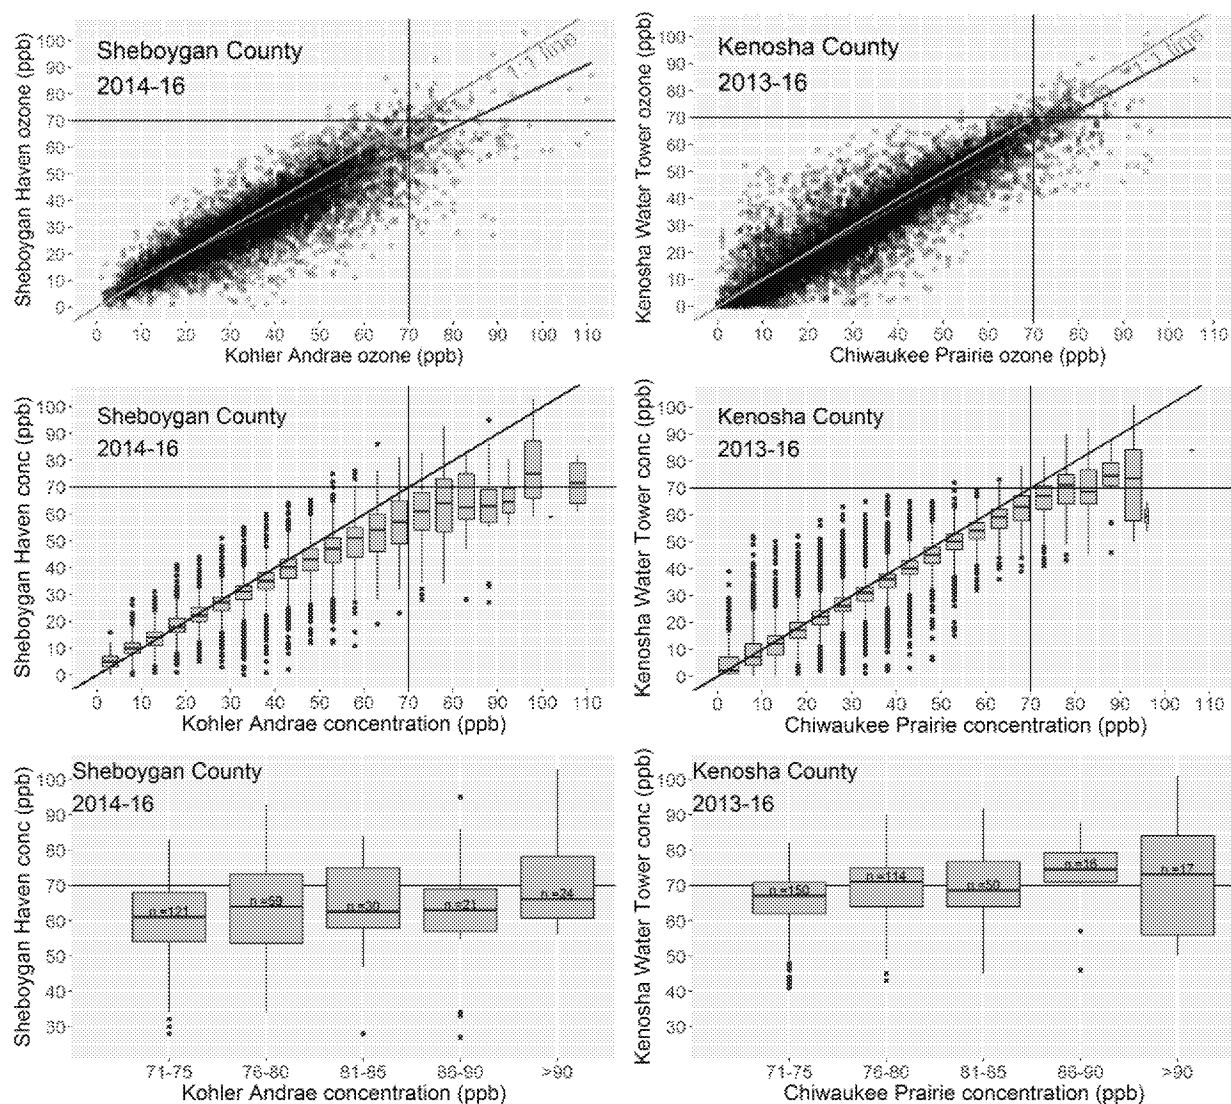 Sheboygan County
2014-16
1:1 line
Sheboygan Haven ozone (ppb)
100
90
80
70
60
50
40
30
20
10
0
0 10 20 30 40 50 60 70 80 90 100 110
Kohler Andrae ozone (ppb)
Kenosha County
2013-16
1:1 line
Kenosha Water Tower ozone (ppb)
100
90
80
70
60
50
40
30
20
10
0
0 10 20 30 40 50 60 70 80 90 100 110
Chiwaukee Prairie ozone (ppb)
Sheboygan County
2014-16
Sheboygan Haven conc (ppb)
100
90
80
70
60
50
40
30
20
10
0
0 10 20 30 40 50 60 70 80 90 100 110
Kohler Andrae concentration (ppb)
Kenosha County
2013-16
Kenosha Water Tower conc (ppb)
100
90
80
70
60
50
40
30
20
10
0
0 10 20 30 40 50 60 70 80 90 100 110
Chiwaukee Prairie concentration (ppb)
Sheboygan County
2014-16
Sheboygan Haven conc (ppb)
100
90
80
70
60
50
40
30
n =121 n =59 n =30 n =21 n =24
71-75 76-80 81-85 86-90 >90
Kohler Andrae concentration (ppb)
Kenosha County
2013-16
Kenosha Water Tower conc (ppb)
100
90
80
70
60
50
40
30
n =150 n =114 n =50 n =16 n =17
71-75 76-80 81-85 86-90 >90
Chiwaukee Prairie concentration (ppb)